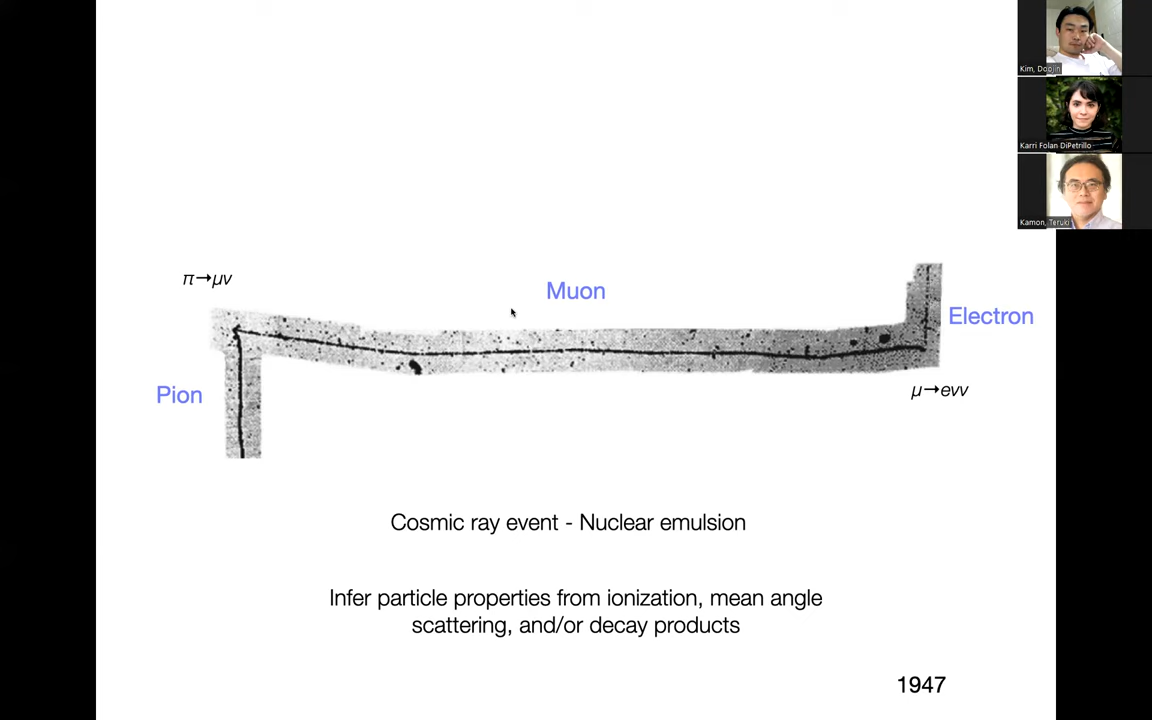 Kim, Doojin
Karri Folan DiPetrillo
Kamon, Teruki
π→μν
Muon
Electron
Pion
μ→eνν
Cosmic ray event - Nuclear emulsion
Infer particle properties from ionization, mean angle
scattering, and/or decay products
1947